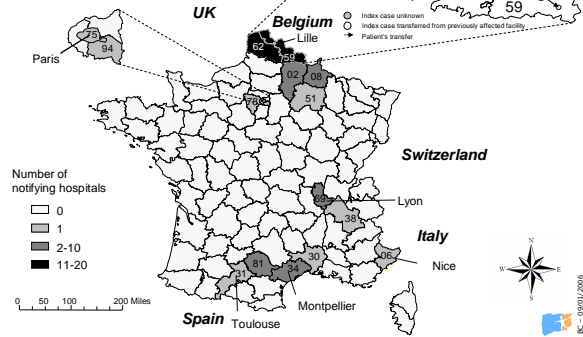 59
UK
Belgium
Index case unknown
Index case transferred from previously affected facility
Patient's transfer
Lille
62
59
75
94
Paris
02
08
51
78
Switzerland
Number of
notifying hospitals
0
1
2-10
11-20
69
Lyon
38
Italy
06
Nice
30
81
34
31
Montpellier
Toulouse
Spain
0 50 100 200 Miles
N
W
E
S
BC – 09/01/2006